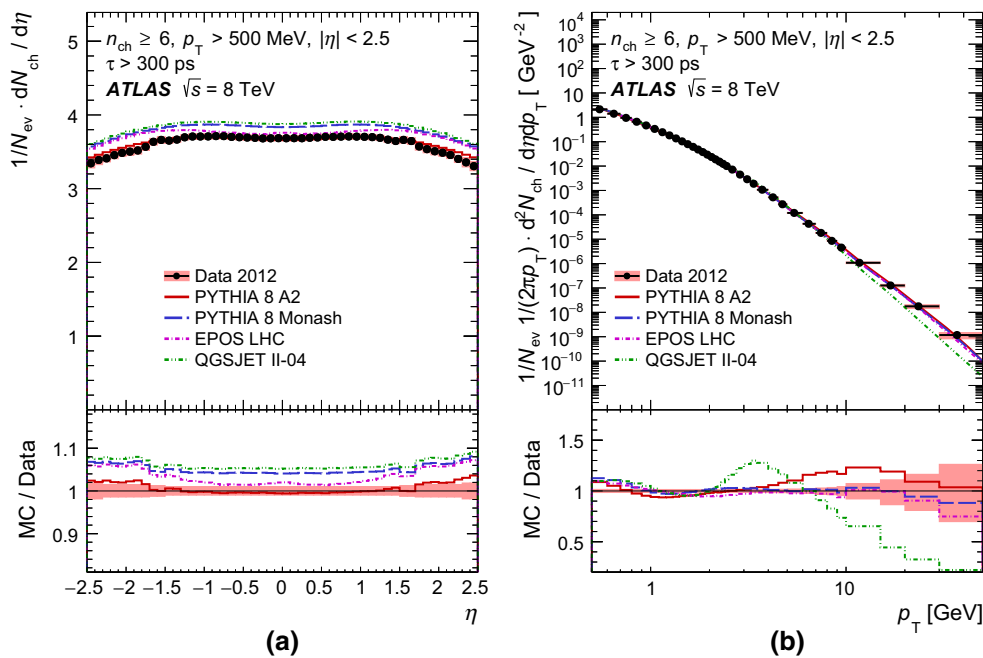 1/N_ev · dN_ch / dη
n_ch ≥ 6, p_T > 500 MeV, |η| < 2.5
τ > 300 ps
ATLAS √s = 8 TeV
5
4
3
2
1
Data 2012
PYTHIA 8 A2
PYTHIA 8 Monash
EPOS LHC
QGSJET II-04
MC / Data
1.1
1
0.9
−2.5 −2 −1.5 −1 −0.5 0 0.5 1 1.5 2 2.5
η
(a)
1/N_ev 1/(2πp_T) · d²N_ch / dηdp_T [ GeV⁻² ]
n_ch ≥ 6, p_T > 500 MeV, |η| < 2.5
τ > 300 ps
ATLAS √s = 8 TeV
10⁴
10³
10²
10
1
10⁻¹
10⁻²
10⁻³
10⁻⁴
10⁻⁵
10⁻⁶
10⁻⁷
10⁻⁸
10⁻⁹
10⁻¹⁰
10⁻¹¹
Data 2012
PYTHIA 8 A2
PYTHIA 8 Monash
EPOS LHC
QGSJET II-04
MC / Data
1.5
1
0.5
1 10
p_T [GeV]
(b)